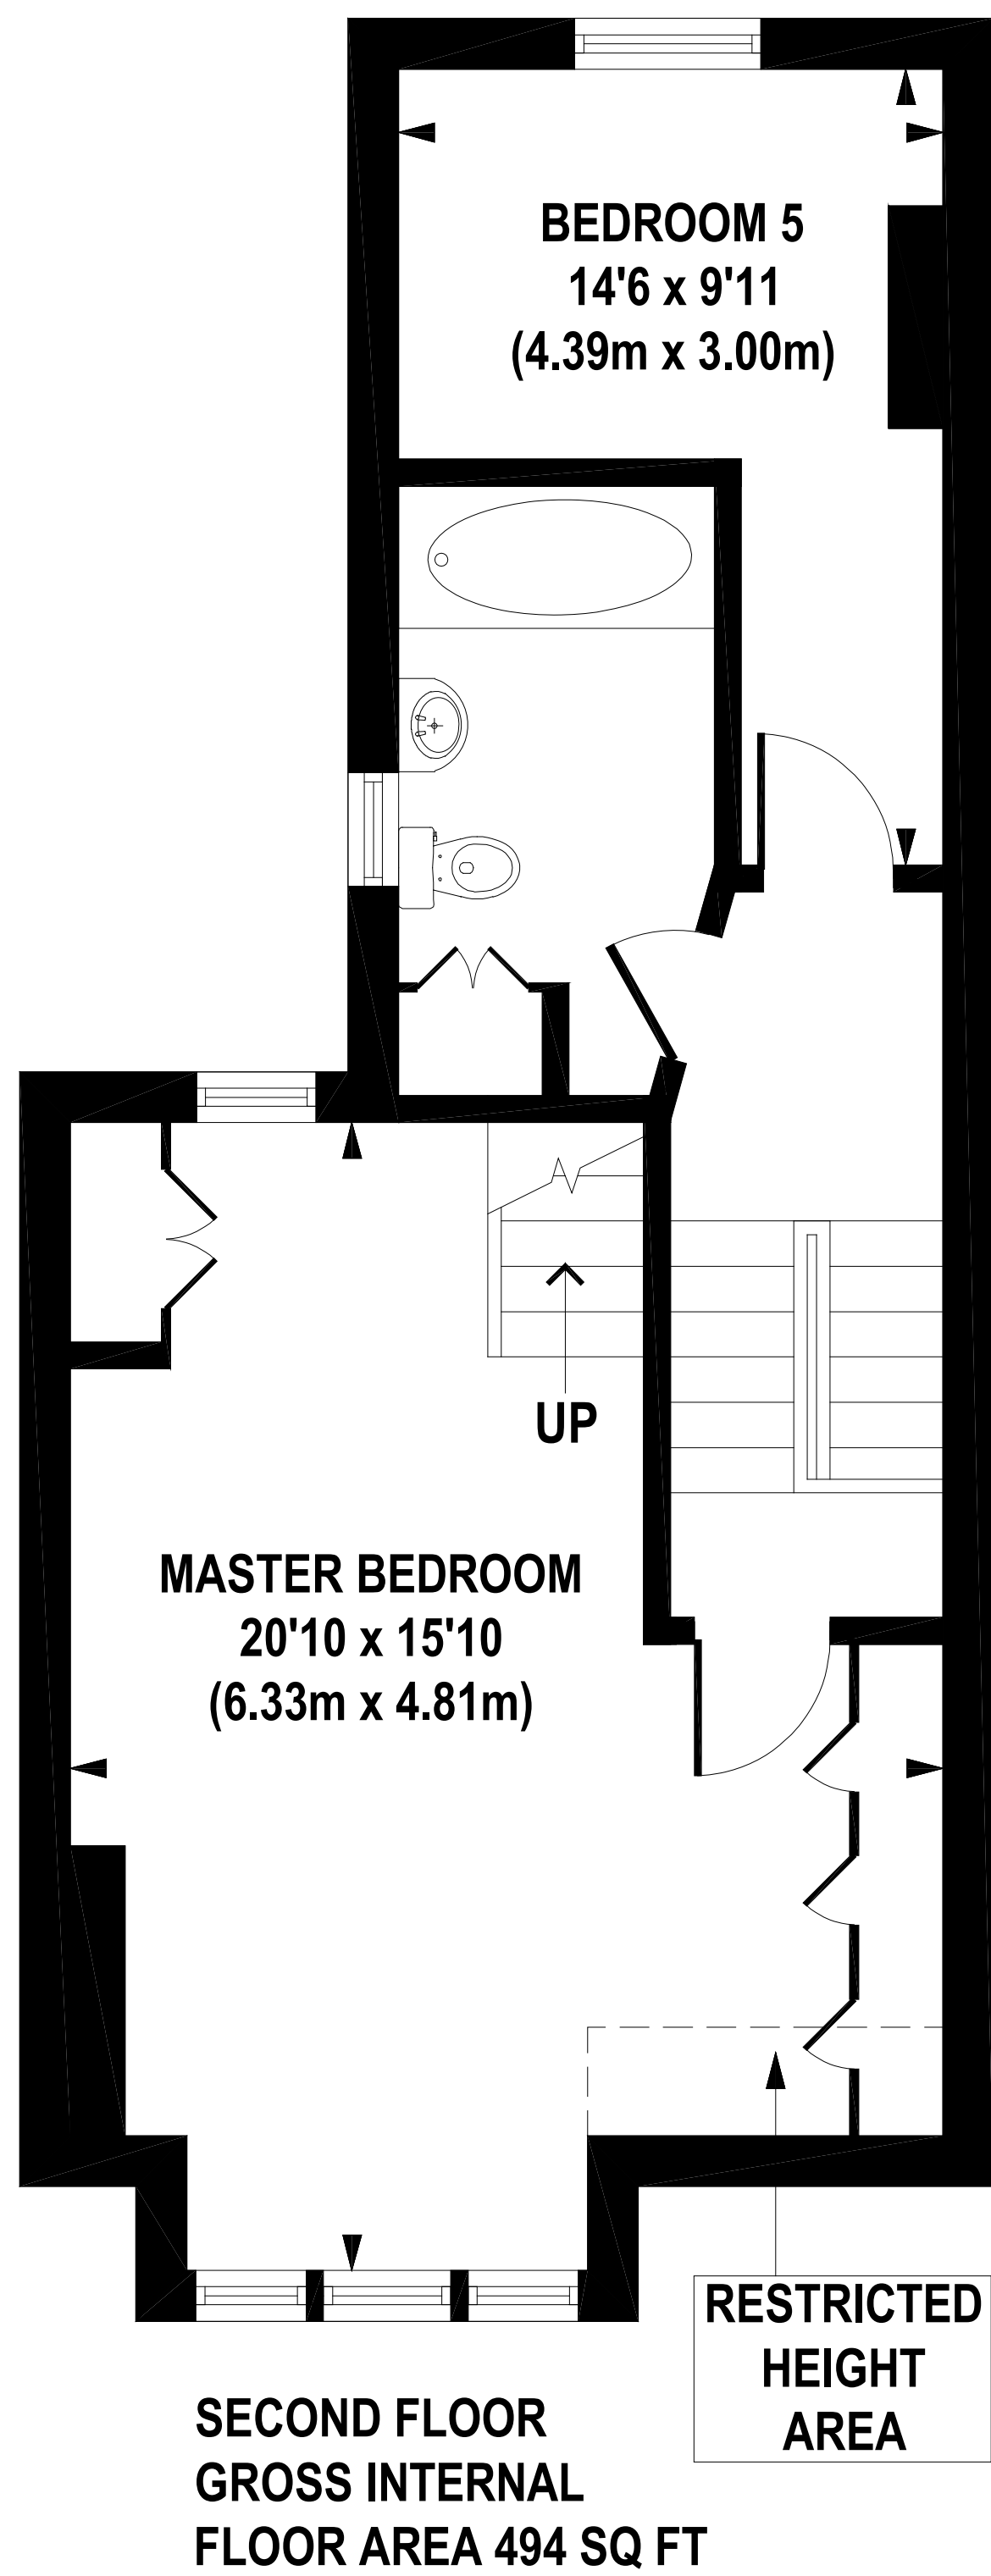 BEDROOM 5
14'6 x 9'11
(4.39m x 3.00m)
UP
MASTER BEDROOM
20'10 x 15'10
(6.33m x 4.81m)
RESTRICTED
HEIGHT
AREA
SECOND FLOOR
GROSS INTERNAL
FLOOR AREA 494 SQ FT